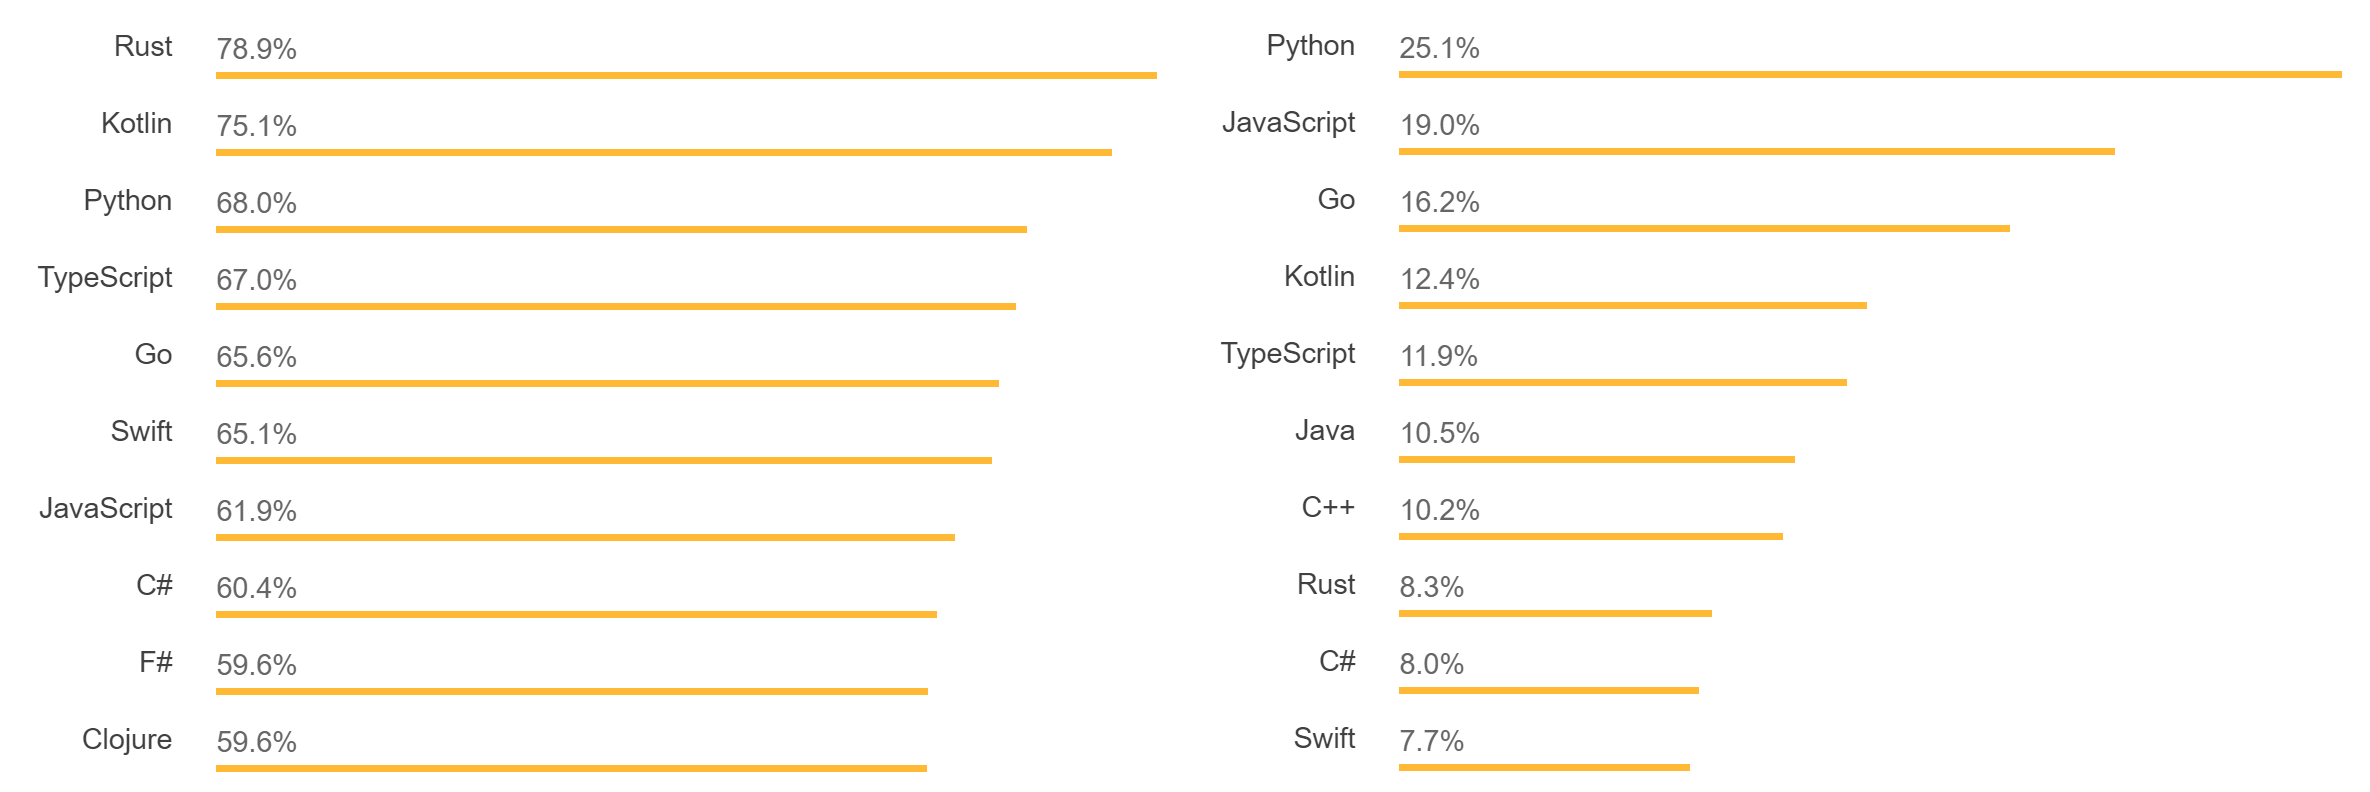 Rust 78.9%
Kotlin 75.1%
Python 68.0%
TypeScript 67.0%
Go 65.6%
Swift 65.1%
JavaScript 61.9%
C# 60.4%
F# 59.6%
Clojure 59.6%
Python 25.1%
JavaScript 19.0%
Go 16.2%
Kotlin 12.4%
TypeScript 11.9%
Java 10.5%
C++ 10.2%
Rust 8.3%
C# 8.0%
Swift 7.7%